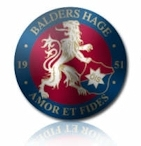 BALDERS HAGE
19 51
AMOR ET FIDES